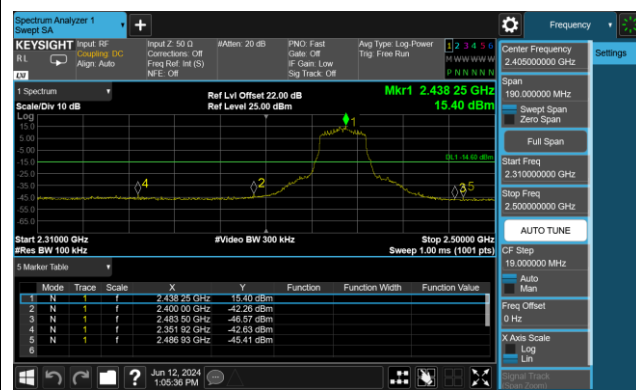 Spectrum Analyzer 1
Swept SA
+
Frequency
KEYSIGHT
RL
LXI
Input: RF
Coupling: DC
Align: Auto
Input Z: 50 Ω
Corrections: Off
Freq Ref: Int (S)
NFE: Off
#Atten: 20 dB
PNO: Fast
Gate: Off
IF Gain: Low
Sig Track: Off
Avg Type: Log-Power
Trig: Free Run
1 2 3 4 5 6
M W W W W W
P N N N N N
Center Frequency
2.405000000 GHz
Settings
Span
190.000000 MHz
Swept Span
Zero Span
Full Span
Start Freq
2.310000000 GHz
Stop Freq
2.500000000 GHz
AUTO TUNE
CF Step
19.000000 MHz
Auto
Man
Freq Offset
0 Hz
X Axis Scale
Log
Lin
Signal Track
(Span Zoom)
1 Spectrum
Scale/Div 10 dB
Ref Lvl Offset 22.00 dB
Ref Level 25.00 dBm
Mkr1 2.438 25 GHz
15.40 dBm
Log
15.0
5.00
-5.00
-15.0
-25.0
-35.0
-45.0
-55.0
-65.0
1
DL1 -14.60 dBm
4
2
3
5
Start 2.31000 GHz
#Res BW 100 kHz
#Video BW 300 kHz
Stop 2.50000 GHz
Sweep 1.00 ms (1001 pts)
5 Marker Table
Mode Trace Scale X Y Function Function Width Function Value
1 N 1 f 2.438 25 GHz 15.40 dBm
2 N 1 f 2.400 00 GHz -42.26 dBm
3 N 1 f 2.483 50 GHz -46.57 dBm
4 N 1 f 2.351 92 GHz -42.63 dBm
5 N 1 f 2.486 93 GHz -45.41 dBm
6
?
Jun 12, 2024
1:05:36 PM